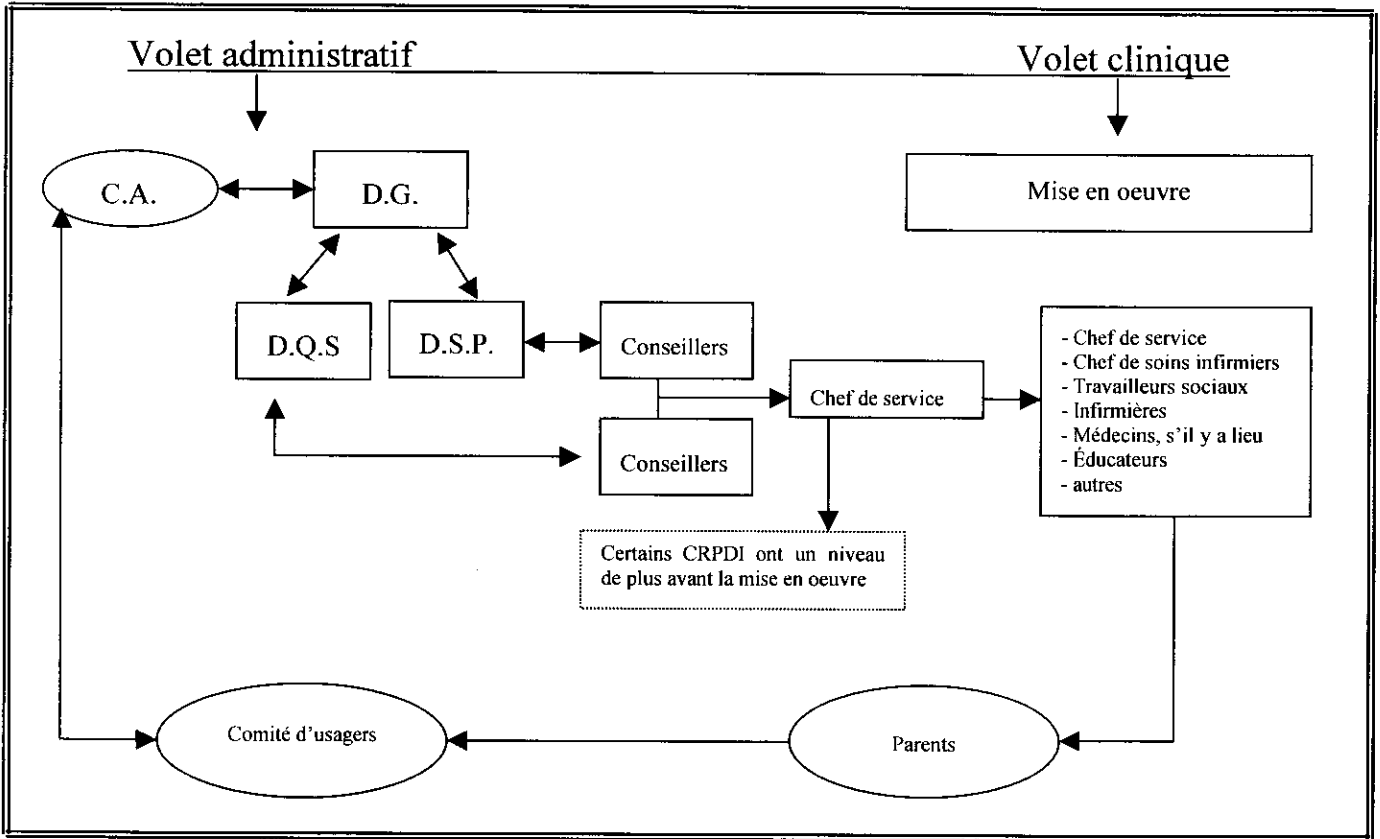 Volet administratif
Volet clinique
C.A.
D.G.
Mise en oeuvre
D.Q.S
D.S.P.
Conseillers
Conseillers
Chef de service
- Chef de service
- Chef de soins infirmiers
- Travailleurs sociaux
- Infirmières
- Médecins, s'il y a lieu
- Éducateurs
- autres
Certains CRPDI ont un niveau
de plus avant la mise en oeuvre
Comité d'usagers
Parents